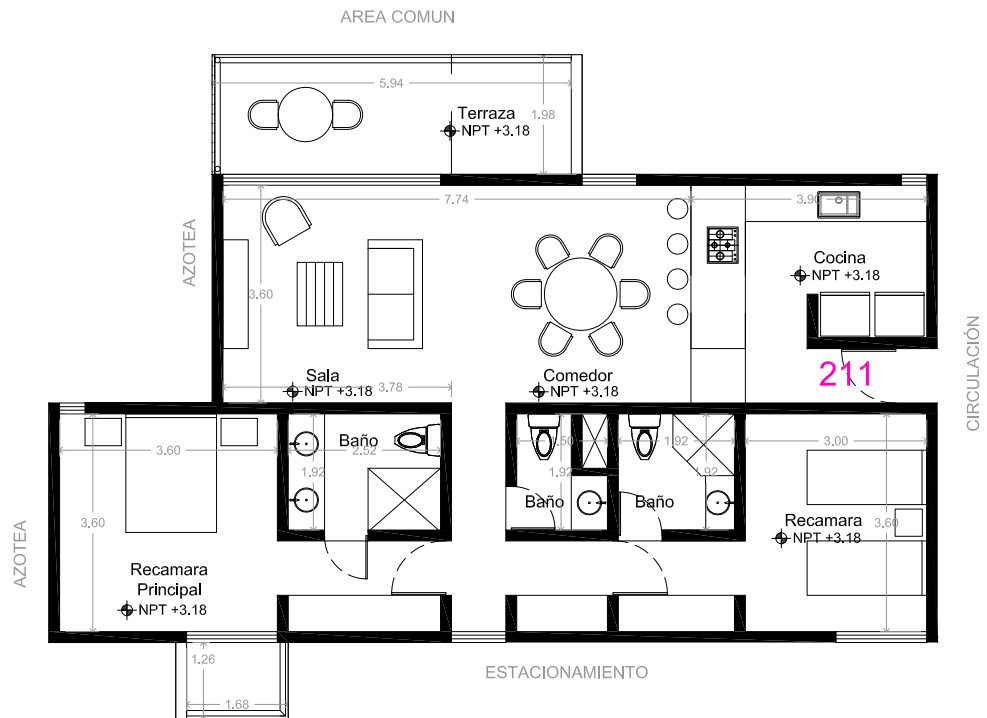 AREA COMUN
5.94
Terraza
NPT +3.18
1.98
7.74
3.90
AZOTEA
3.60
Cocina
NPT +3.18
Sala
NPT +3.18
3.78
Comedor
NPT +3.18
211
CIRCULACIÓN
3.60
Baño
2.52
1.92
1.50
1.92
1.92
1.92
3.00
3.60
Baño
Baño
Recamara
NPT +3.18
3.60
AZOTEA
Recamara
Principal
NPT +3.18
1.26
1.68
ESTACIONAMIENTO